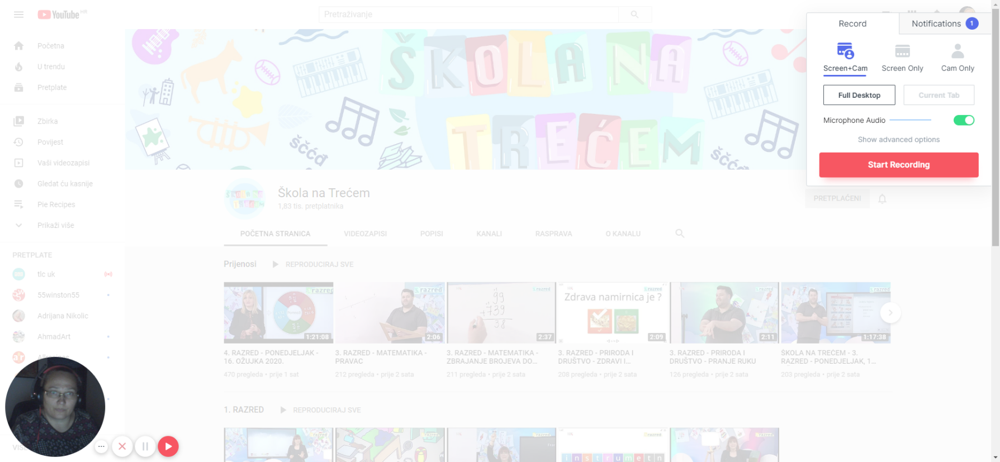 YouTube HR
Pretraživanje
Početna
U trendu
Pretplate
Zbirka
Povijest
Vaši videozapisi
Gledat ću kasnije
Pie Recipes
Prikaži više
PRETPLATE
tlc uk
55winston55
Adrijana Nikolic
AhmadArt
ŠKOLA NA
TREĆEM
ščćđ
ščćđ
Record
Notifications 1
Screen+Cam
Screen Only
Cam Only
Full Desktop
Current Tab
Microphone Audio
Show advanced options
Start Recording
Škola na Trećem
1,83 tis. pretplatnika
PRETPLAĆENI
POČETNA STRANICA
VIDEOZAPISI
POPISI
KANALI
RASPRAVA
O KANALU
Prijenosi
REPRODUCIRAJ SVE
1:21:08
4. RAZRED - PONEDJELJAK -
16. OŽUJKA 2020.
470 pregleda • prije 1 sat
2:06
3. RAZRED - MATEMATIKA -
PRAVAC
212 pregleda • prije 2 sata
99
+739
38
2:37
3. RAZRED - MATEMATIKA -
ZBRAJANJE BROJEVA DO...
211 pregleda • prije 2 sata
Zdrava namirnica je ?
2:09
3. RAZRED - PRIRODA I
DRUŠTVO - ZDRAVI I...
208 pregleda • prije 2 sata
2:11
3. RAZRED - PRIRODA I
DRUŠTVO - PRANJE RUKU
126 pregleda • prije 2 sata
1:17:38
ŠKOLA NA TREĆEM - 3.
RAZRED - PONEDJELJAK, 1...
203 pregleda • prije 2 sata
1. RAZRED
REPRODUCIRAJ SVE
instrumetn